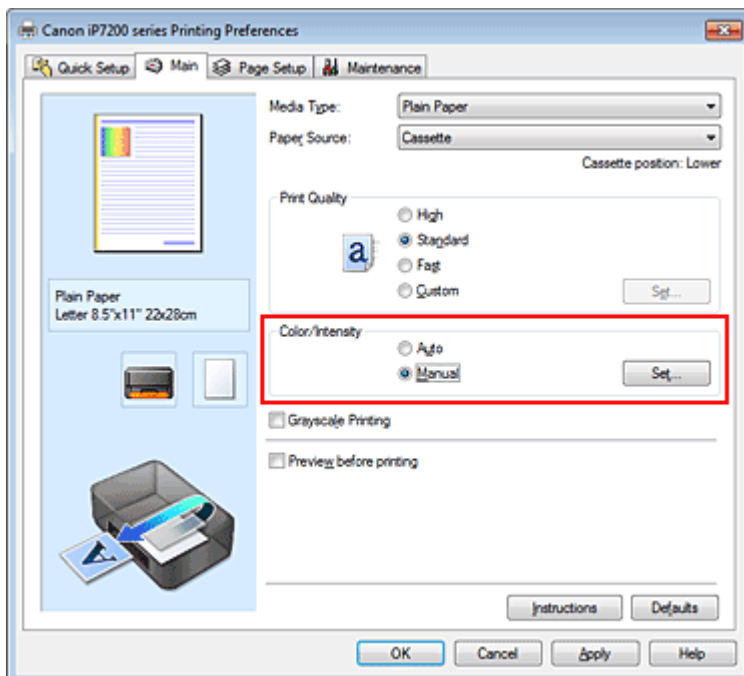 Canon iP7200 series Printing Preferences
Quick Setup Main Page Setup Maintenance
Media Type: Plain Paper
Paper Source: Cassette
Cassette position: Lower
Print Quality
High
a Standard
Fast
Custom Set...
Plain Paper
Letter 8.5"x11" 22x28cm
Color/Intensity
Auto
Manual Set...
Grayscale Printing
Preview before printing
A
Instructions Defaults
OK Cancel Apply Help